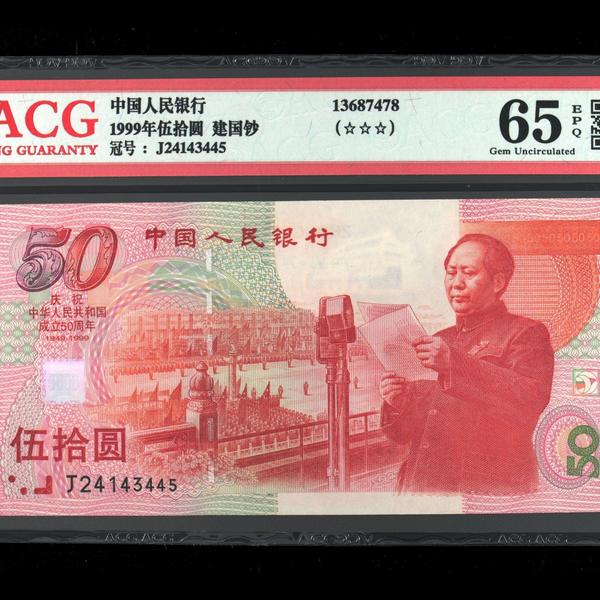 ACG
NG GUARANTY
中国人民银行
1999年伍拾圆 建国钞
冠号 : J24143445
13687478
(☆☆☆)
65
EPQ
Gem Uncirculated
50
中国人民银行
庆祝
中华人民共和国
成立50周年
1949-1999
伍拾圆
J24143445
50